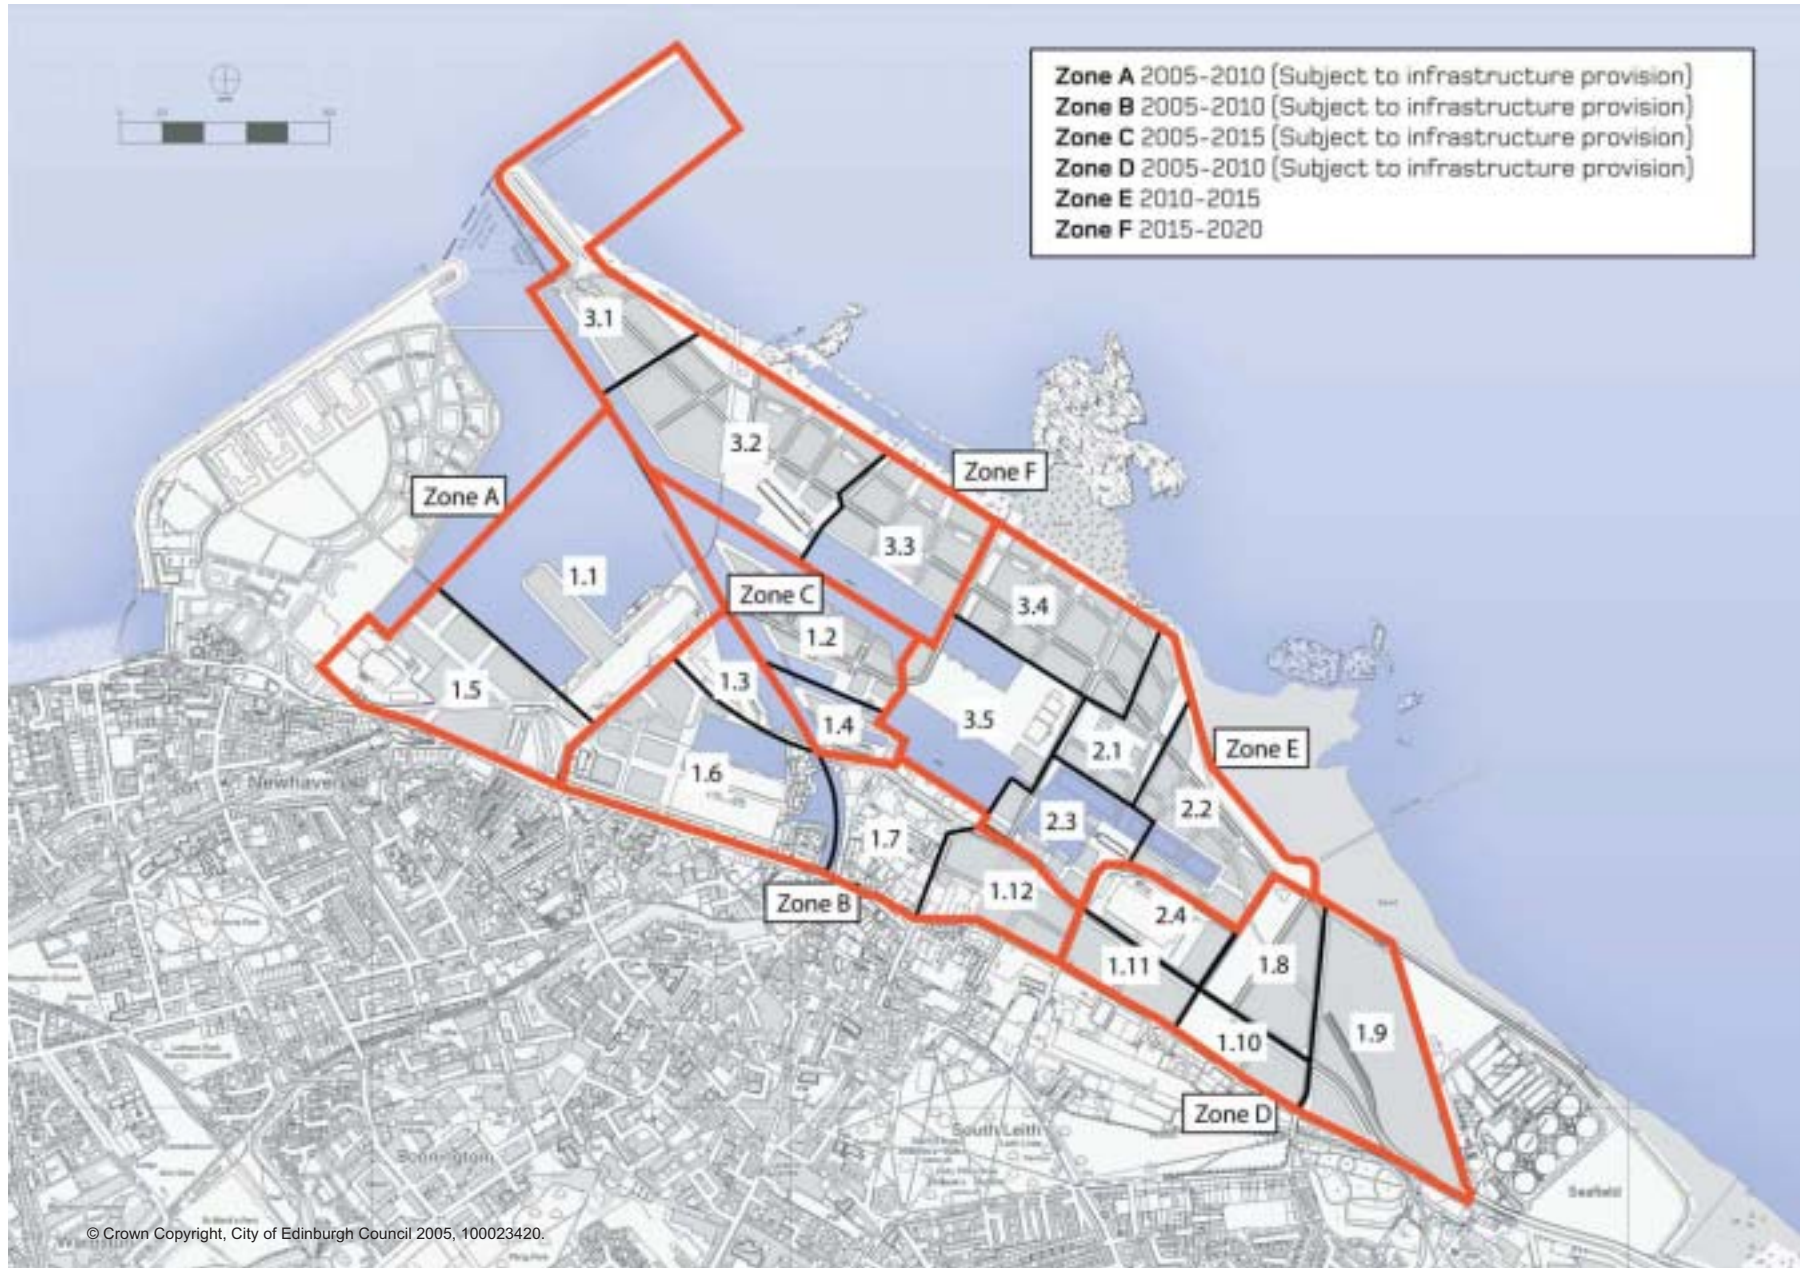 Zone A 2005-2010 (Subject to infrastructure provision)
Zone B 2005-2010 (Subject to infrastructure provision)
Zone C 2005-2015 (Subject to infrastructure provision)
Zone D 2005-2010 (Subject to infrastructure provision)
Zone E 2010-2015
Zone F 2015-2020
3.1
3.2
Zone F
Zone A
3.3
1.1
Zone C
3.4
1.2
1.3
1.5
3.5
1.4
2.1
Zone E
1.6
Newhaven
2.2
2.3
1.7
1.12
Zone B
2.4
1.11
1.8
1.9
1.10
Zone D
South Leith
Bonnington
Seafield
© Crown Copyright, City of Edinburgh Council 2005, 100023420.